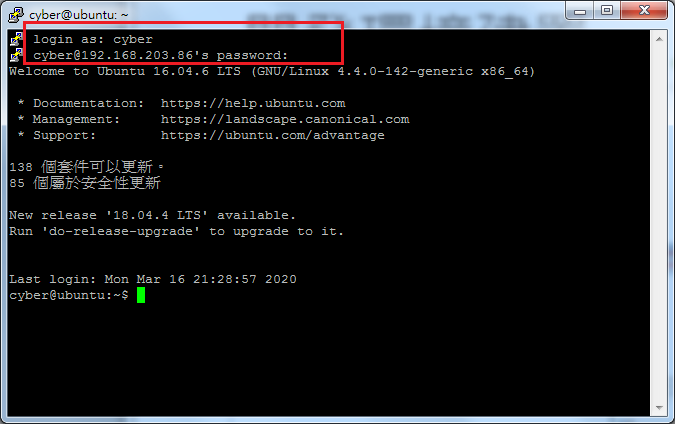 cyber@ubuntu: ~
login as: cyber
cyber@192.168.203.86's password:
Welcome to Ubuntu 16.04.6 LTS (GNU/Linux 4.4.0-142-generic x86_64)
* Documentation: https://help.ubuntu.com
* Management: https://landscape.canonical.com
* Support: https://ubuntu.com/advantage
138 個套件可以更新。
85 個屬於安全性更新
New release '18.04.4 LTS' available.
Run 'do-release-upgrade' to upgrade to it.
Last login: Mon Mar 16 21:28:57 2020
cyber@ubuntu:~$